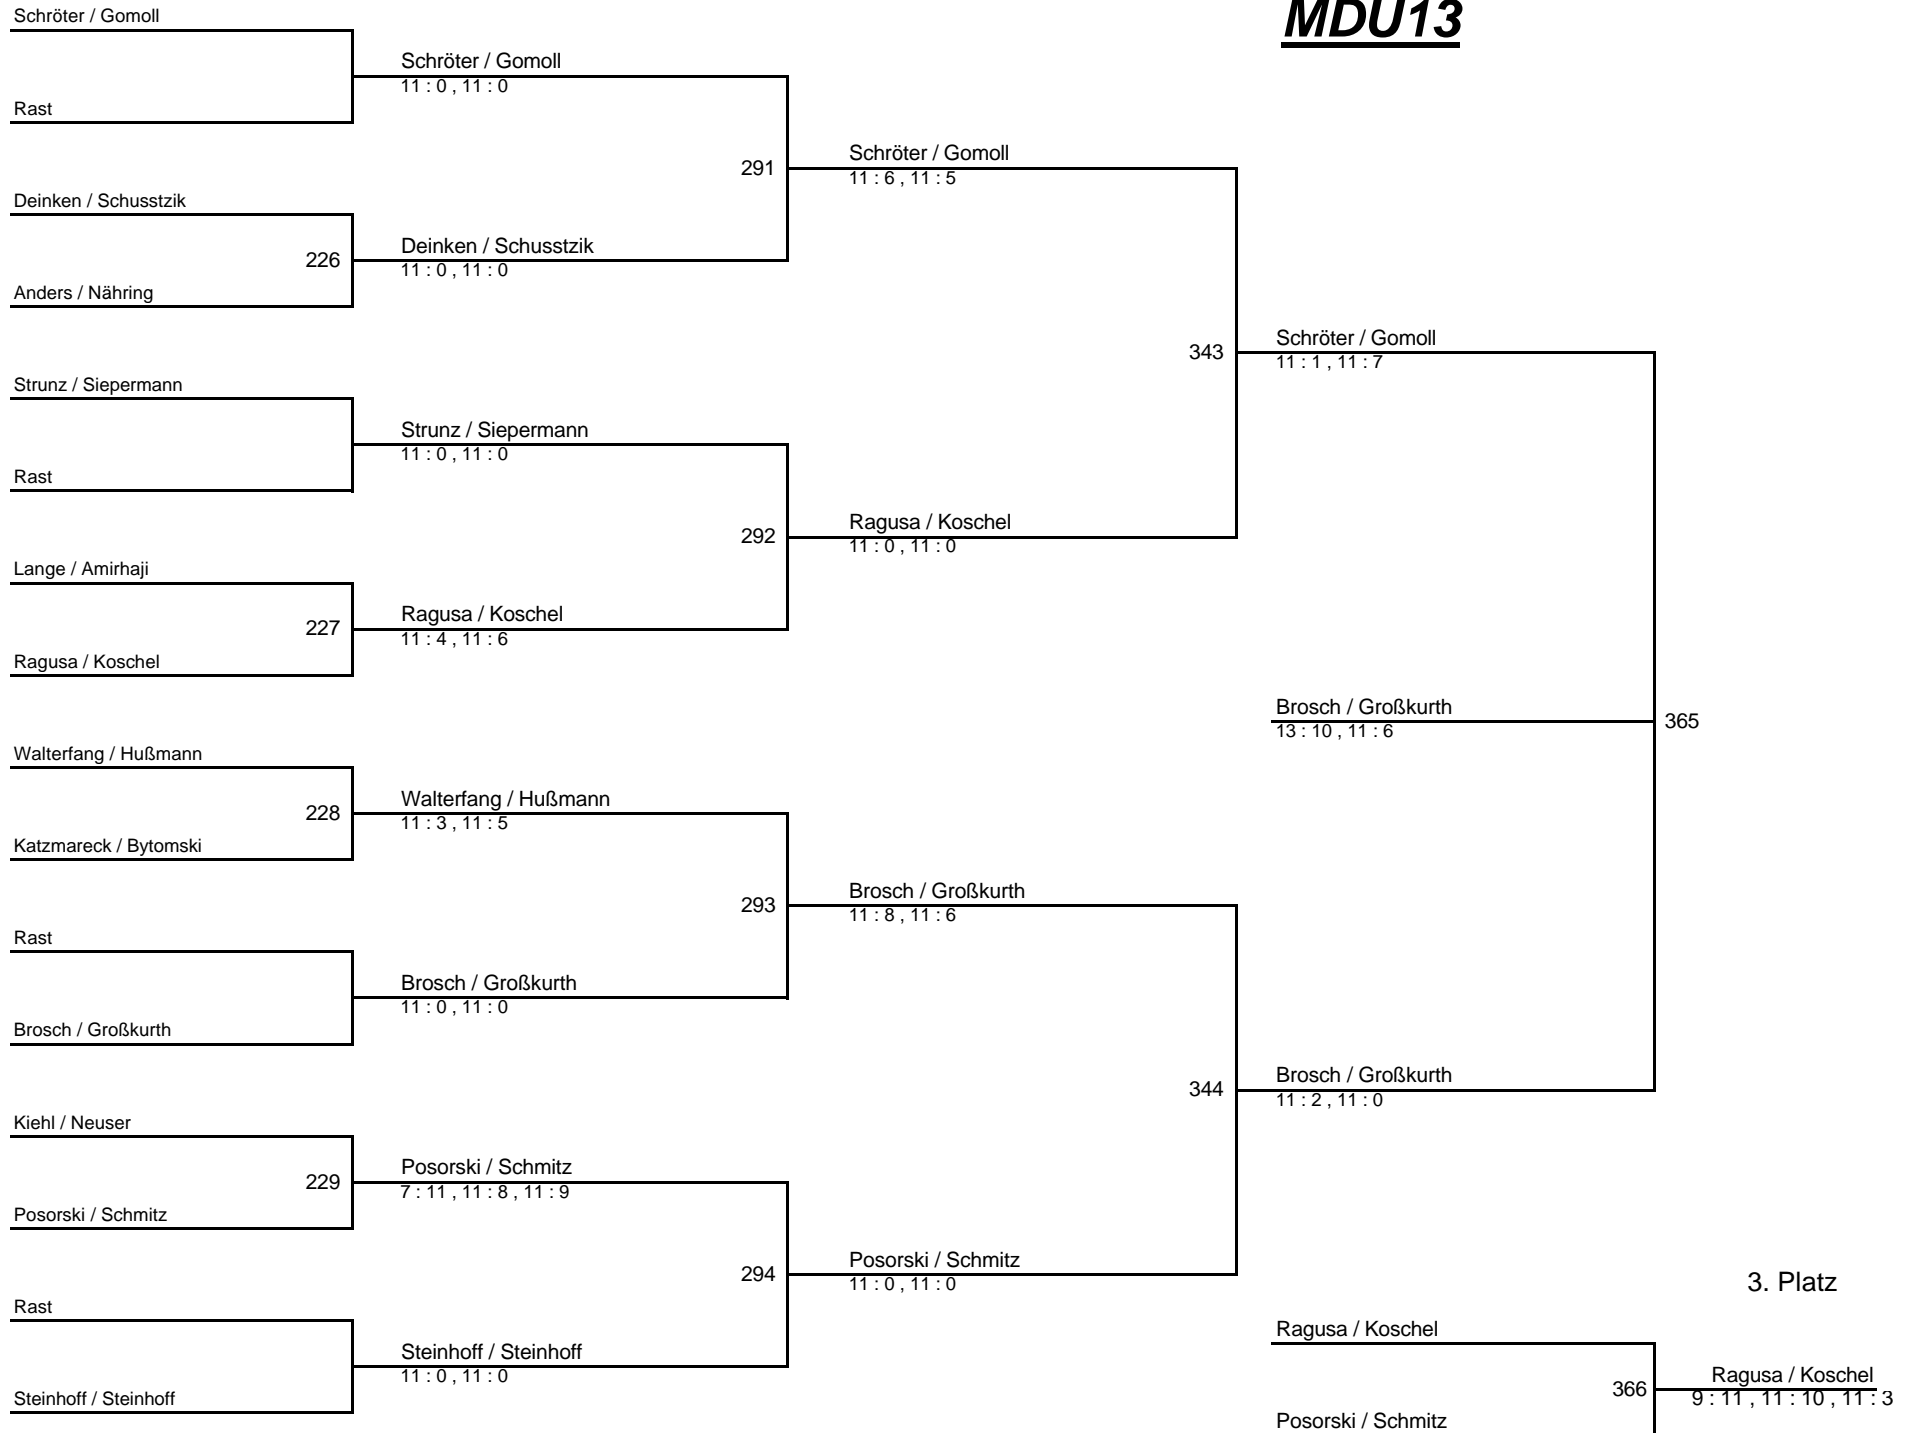 MDU13
Schröter / Gomoll
Schröter / Gomoll
11 : 0 , 11 : 0
Rast
291
Schröter / Gomoll
11 : 6 , 11 : 5
Deinken / Schusstzik
226
Deinken / Schusstzik
11 : 0 , 11 : 0
Anders / Nähring
343
Schröter / Gomoll
11 : 1 , 11 : 7
Strunz / Siepermann
Strunz / Siepermann
11 : 0 , 11 : 0
Rast
292
Ragusa / Koschel
11 : 0 , 11 : 0
Lange / Amirhaji
227
Ragusa / Koschel
11 : 4 , 11 : 6
Ragusa / Koschel
Brosch / Großkurth
13 : 10 , 11 : 6
365
Walterfang / Hußmann
228
Walterfang / Hußmann
11 : 3 , 11 : 5
Katzmareck / Bytomski
293
Brosch / Großkurth
11 : 8 , 11 : 6
Rast
Brosch / Großkurth
11 : 0 , 11 : 0
Brosch / Großkurth
344
Brosch / Großkurth
11 : 2 , 11 : 0
Kiehl / Neuser
229
Posorski / Schmitz
7 : 11 , 11 : 8 , 11 : 9
Posorski / Schmitz
294
Posorski / Schmitz
11 : 0 , 11 : 0
Rast
Steinhoff / Steinhoff
11 : 0 , 11 : 0
Steinhoff / Steinhoff
3. Platz
Ragusa / Koschel
366
Ragusa / Koschel
9 : 11 , 11 : 10 , 11 : 3
Posorski / Schmitz